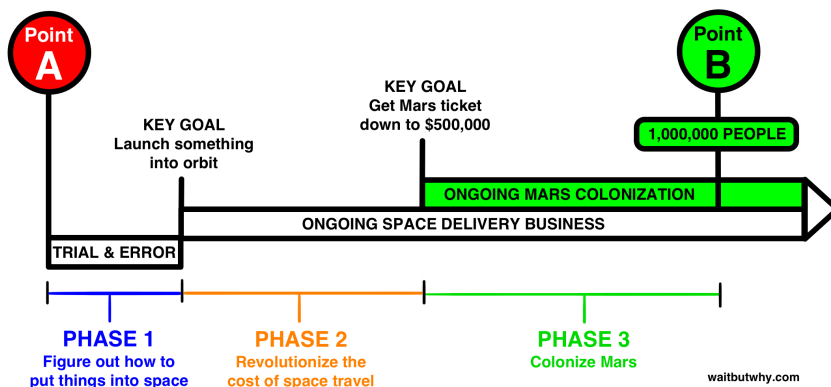 Point
A
Point
B
KEY GOAL
Get Mars ticket
down to $500,000
KEY GOAL
Launch something
into orbit
1,000,000 PEOPLE
ONGOING MARS COLONIZATION
ONGOING SPACE DELIVERY BUSINESS
TRIAL & ERROR
PHASE 1
Figure out how to
put things into space
PHASE 2
Revolutionize the
cost of space travel
PHASE 3
Colonize Mars
waitbutwhy.com